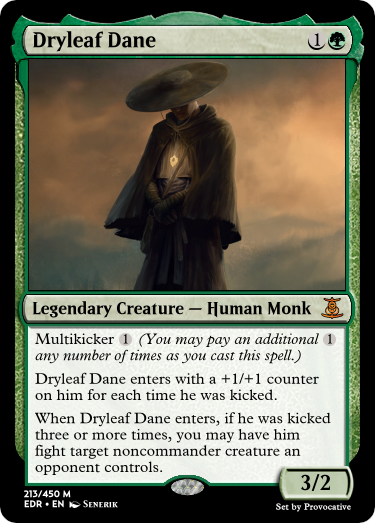 Dryleaf Dane 1
Legendary Creature — Human Monk
Multikicker 1 (You may pay an additional 1
any number of times as you cast this spell.)
Dryleaf Dane enters with a +1/+1 counter
on him for each time he was kicked.
When Dryleaf Dane enters, if he was kicked
three or more times, you may have him
fight target noncommander creature an
opponent controls.
3/2
213/450 M
EDR • EN Senerik
Set by Provocative